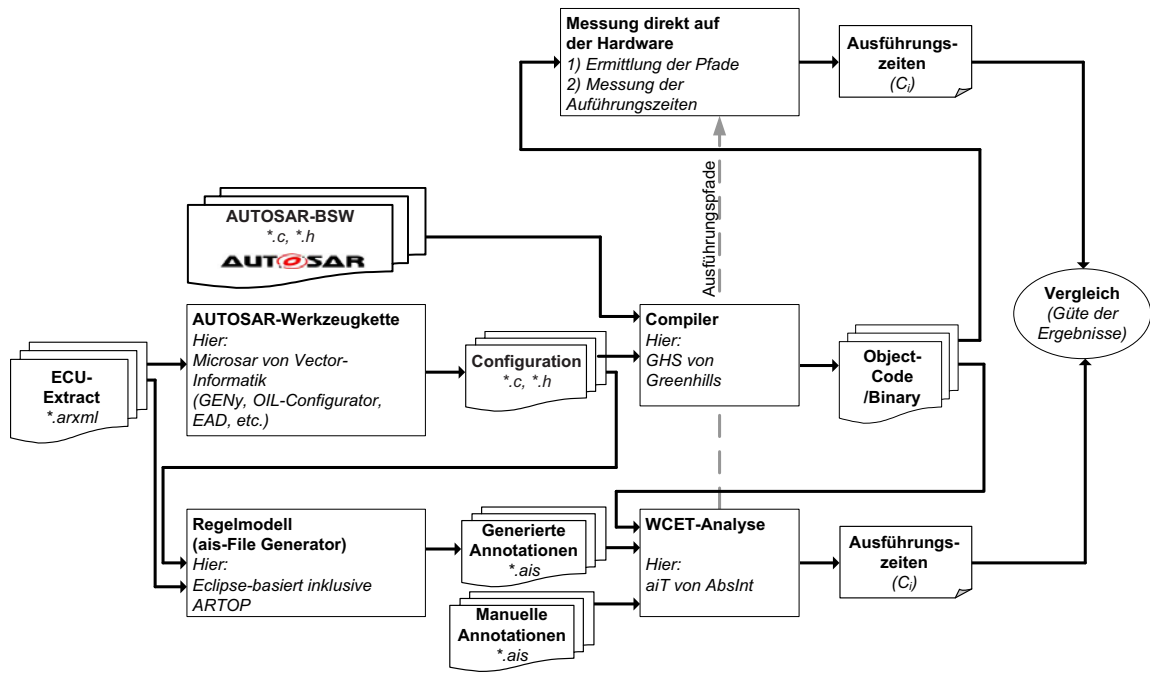 Messung direkt auf
der Hardware
1) Ermittlung der Pfade
2) Messung der
Auführungszeiten
Ausführungs-
zeiten
(Ci)
Ausführungspfade
AUTOSAR-BSW
*.c, *.h
AUTOSAR
AUTOSAR-Werkzeugkette
Hier:
Microsar von Vector-
Informatik
(GENy, OIL-Configurator,
EAD, etc.)
ECU-
Extract
*.arxml
Configuration
*.c, *.h
Compiler
Hier:
GHS von
Greenhills
Object-
Code
/Binary
Vergleich
(Güte der
Ergebnisse)
Regelmodell
(ais-File Generator)
Hier:
Eclipse-basiert inklusive
ARTOP
Generierte
Annotationen
*.ais
Manuelle
Annotationen
*.ais
WCET-Analyse
Hier:
aiT von AbsInt
Ausführungs-
zeiten
(Ci)